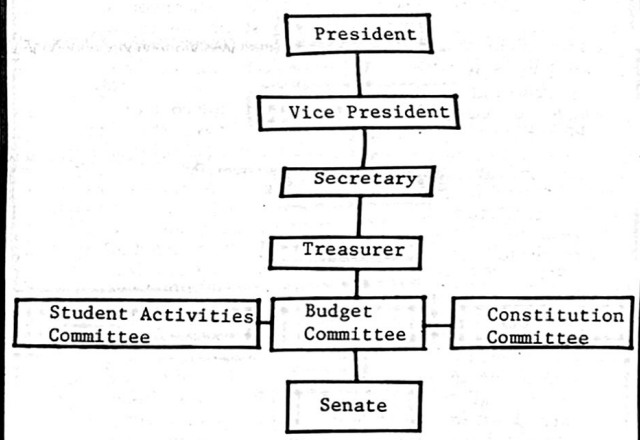 President
Vice President
Secretary
Treasurer
Student Activities
Committee
Budget
Committee
Constitution
Committee
Senate